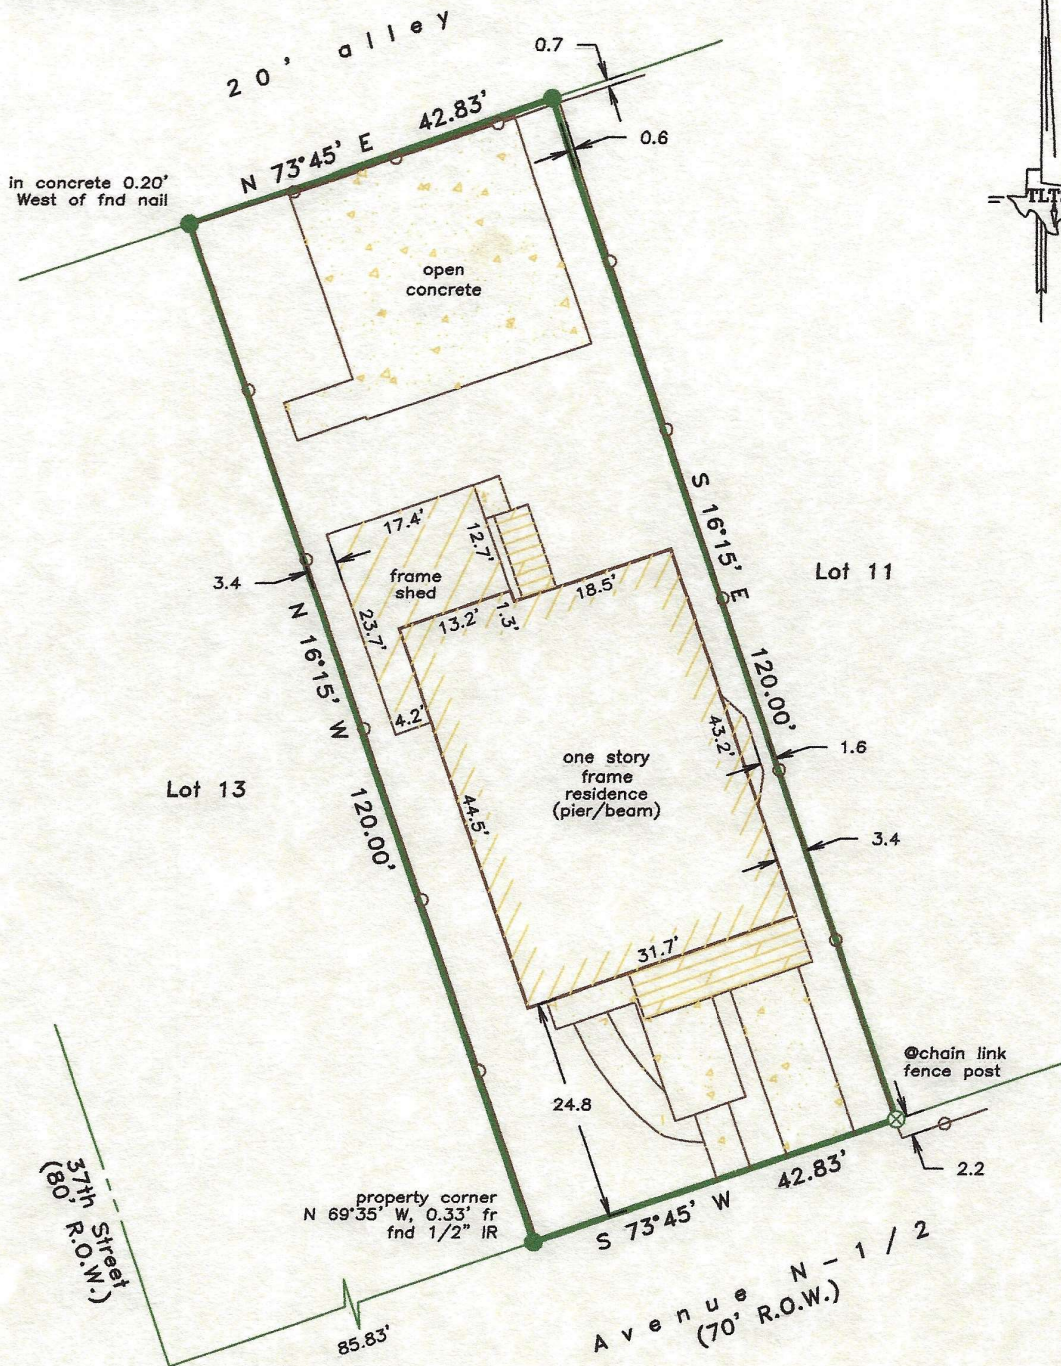 20' alley
0.7
N 73°45' E 42.83'
0.6
in concrete 0.20'
West of fnd nail
open
concrete
S 16°15' E 120.00'
Lot 11
17.4'
12.7'
frame
shed
3.4
18.5'
13.2'
1.3'
23.7'
4.2'
N 16°15' W 120.00'
43.2'
one story
frame
residence
(pier/beam)
1.6
Lot 13
44.5'
3.4
31.7'
@chain link
fence post
24.8
2.2
37th Street
(80' R.O.W.)
property corner
N 69°35' W, 0.33' fr
fnd 1/2" IR
S 73°45' W 42.83'
85.83'
Avenue N-1/2
(70' R.O.W.)